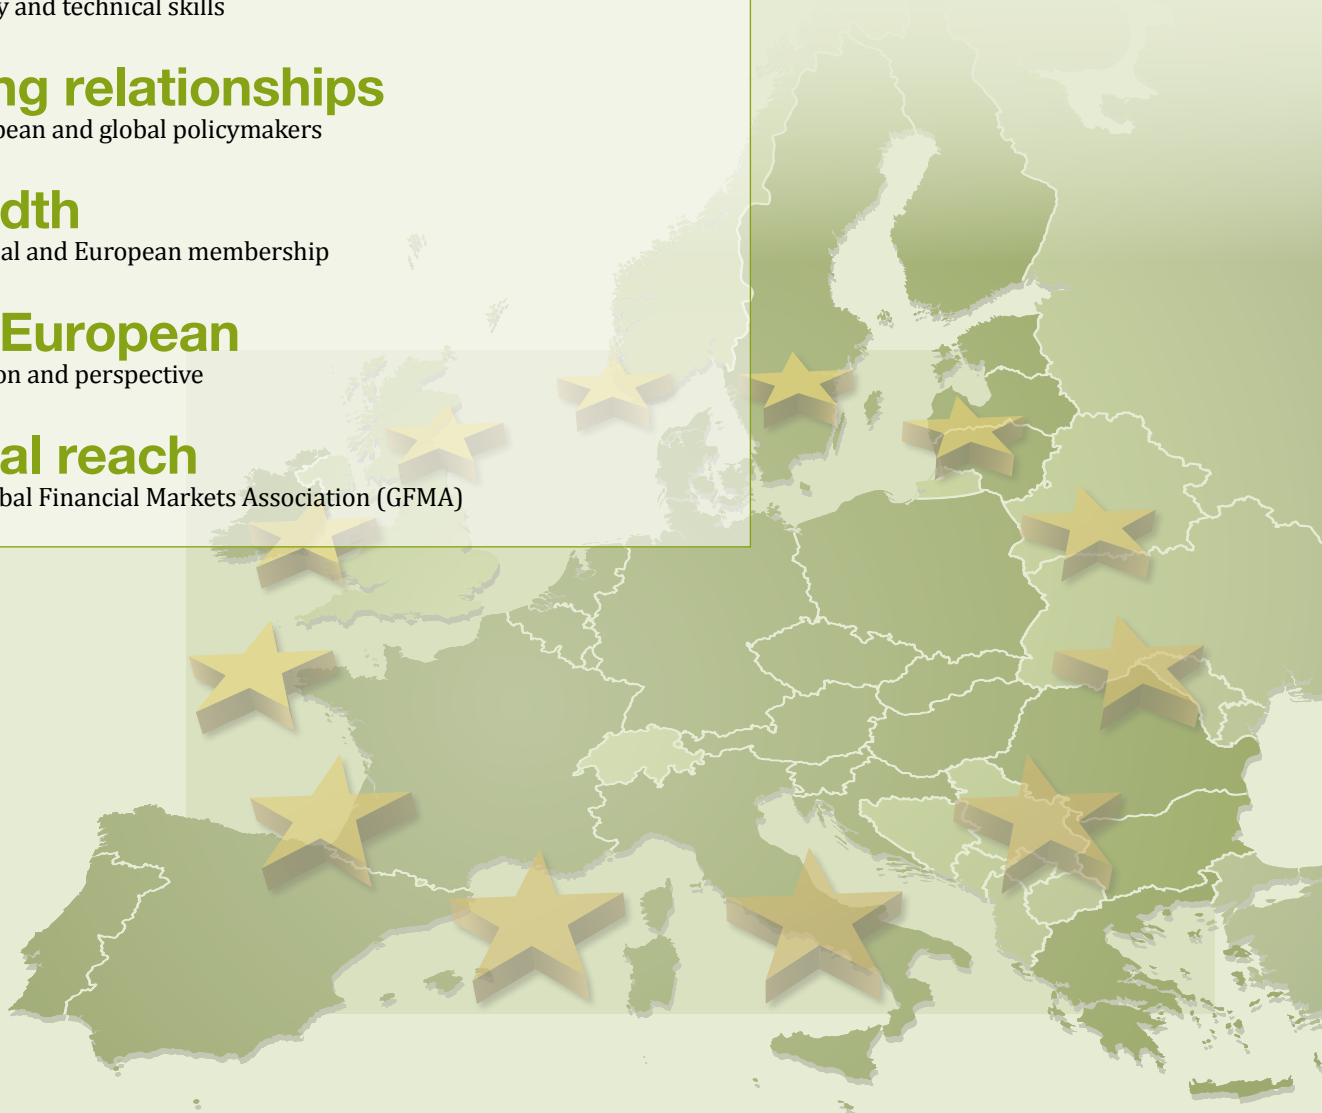 y and technical skills
ng relationships
pean and global policymakers
dth
al and European membership
European
on and perspective
al reach
bal Financial Markets Association (GFMA)